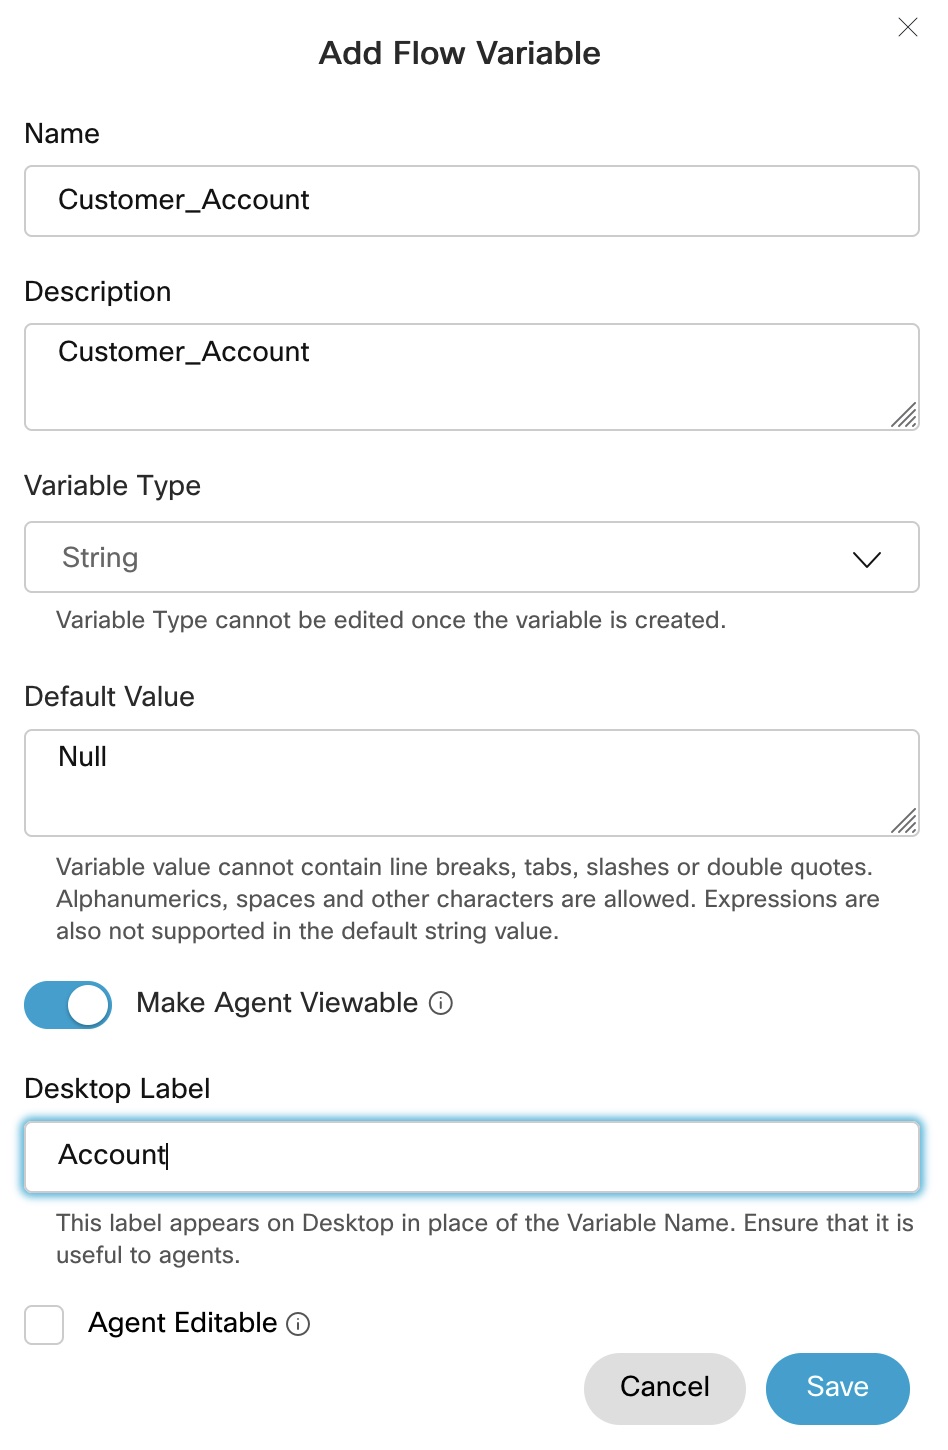 Add Flow Variable
Name
Customer_Account
Description
Customer_Account
Variable Type
String
Variable Type cannot be edited once the variable is created.
Default Value
Null
Variable value cannot contain line breaks, tabs, slashes or double quotes.
Alphanumerics, spaces and other characters are allowed. Expressions are
also not supported in the default string value.
Make Agent Viewable
Desktop Label
Account
This label appears on Desktop in place of the Variable Name. Ensure that it is
useful to agents.
Agent Editable
Cancel Save